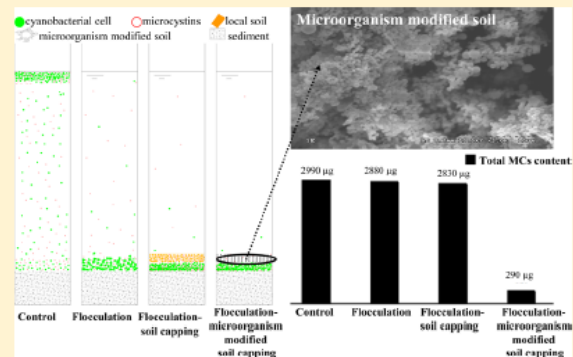 cyanobacterial cell microcystins local soil
microorganism modified soil sediment
Microorganism modified soil
Total MCs content
2990 μg
2880 μg
2830 μg
290 μg
Control
Flocculation
Flocculation-
soil capping
Flocculation-
microorganism
modified
soil capping
Control
Flocculation
Flocculation-
soil capping
Flocculation-
microorganism
modified
soil capping